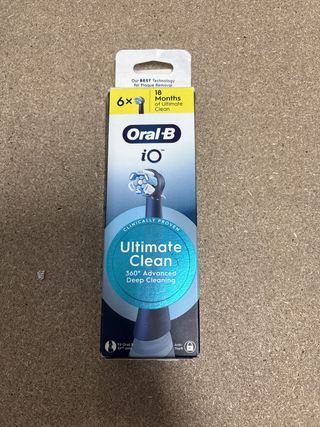 Our BEST Technology
for Plaque Removal
6×
18
Months
of Ultimate
Clean
Oral-B
iO™
CLINICALLY PROVEN
Ultimate
Clean
360° Advanced
Deep Cleaning